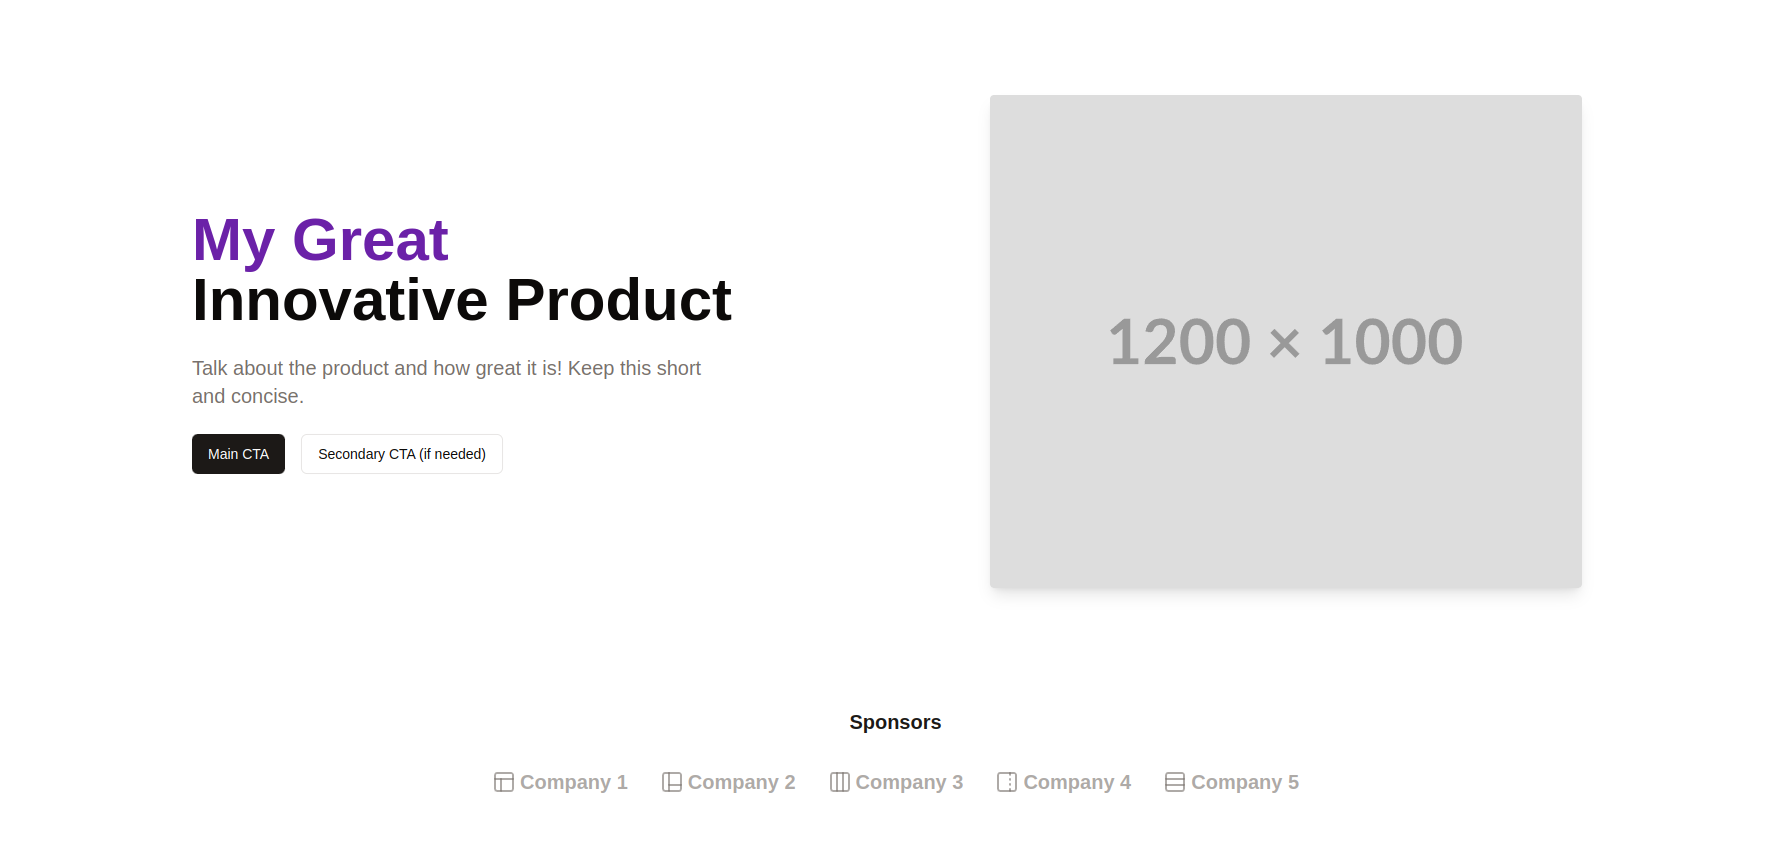 My Great
Innovative Product
Talk about the product and how great it is! Keep this short
and concise.
Main CTA
Secondary CTA (if needed)
1200 × 1000
Sponsors
Company 1
Company 2
Company 3
Company 4
Company 5